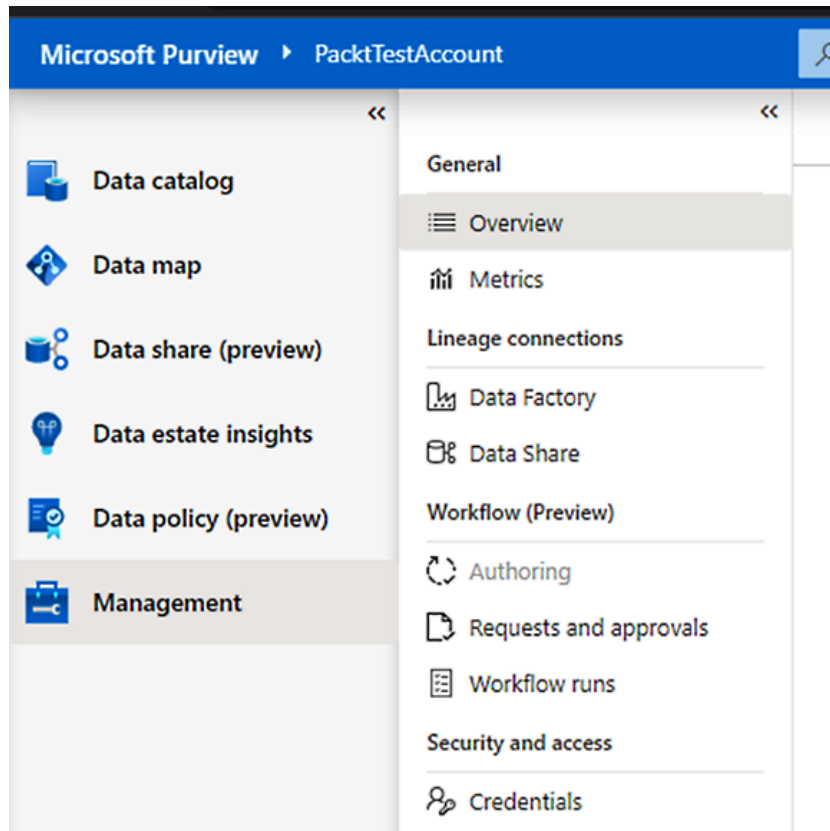 Microsoft Purview PacktTestAccount
Data catalog
Data map
Data share (preview)
Data estate insights
Data policy (preview)
Management
General
Overview
Metrics
Lineage connections
Data Factory
Data Share
Workflow (Preview)
Authoring
Requests and approvals
Workflow runs
Security and access
Credentials